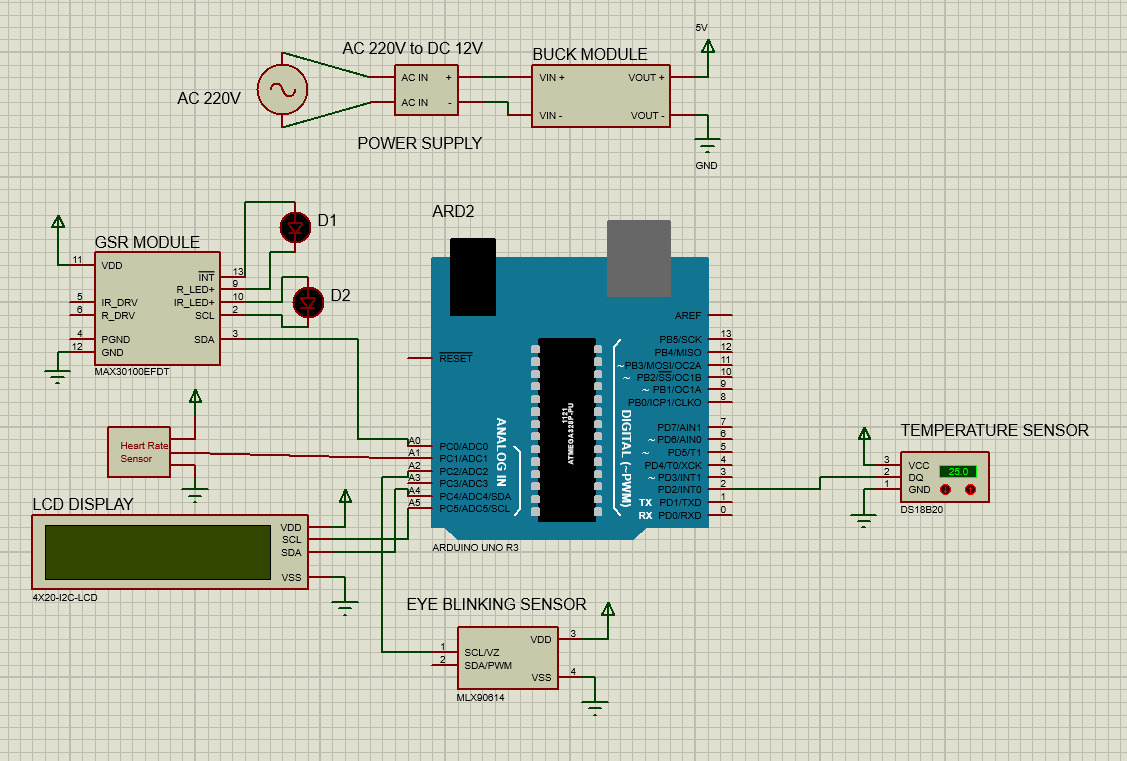 AC 220V to DC 12V
AC 220V
AC IN +
AC IN -
POWER SUPPLY
BUCK MODULE
VIN + VOUT +
VIN - VOUT -
5V
GND
GSR MODULE
11 VDD
INT 13
R_LED+ 9
5 IR_DRV IR_LED+ 10
6 R_DRV SCL 2
4 PGND SDA 3
12 GND
MAX30100EFDT
D1
D2
Heart Rate
Sensor
LCD DISPLAY
VDD
SCL
SDA
VSS
4X20-I2C-LCD
ARD2
RESET
AREF
PB5/SCK 13
PB4/MISO 12
~PB3/MOSI/OC2A 11
~ PB2/SS/OC1B 10
~ PB1/OC1A 9
PB0/ICP1/CLKO 8
PD7/AIN1 7
~ PD6/AIN0 6
~ PD5/T1 5
PD4/T0/XCK 4
~ PD3/INT1 3
PD2/INT0 2
TX PD1/TXD 1
RX PD0/RXD 0
A0 PC0/ADC0
A1 PC1/ADC1
A2 PC2/ADC2
A3 PC3/ADC3
A4 PC4/ADC4/SDA
A5 PC5/ADC5/SCL
ANALOG IN
1121
ATMEGA328P-PU
DIGITAL (~PWM)
ARDUINO UNO R3
TEMPERATURE SENSOR
3 VCC
2 DQ 25.0
1 GND
DS18B20
EYE BLINKING SENSOR
VDD 3
1 SCL/VZ
2 SDA/PWM
VSS 4
MLX90614